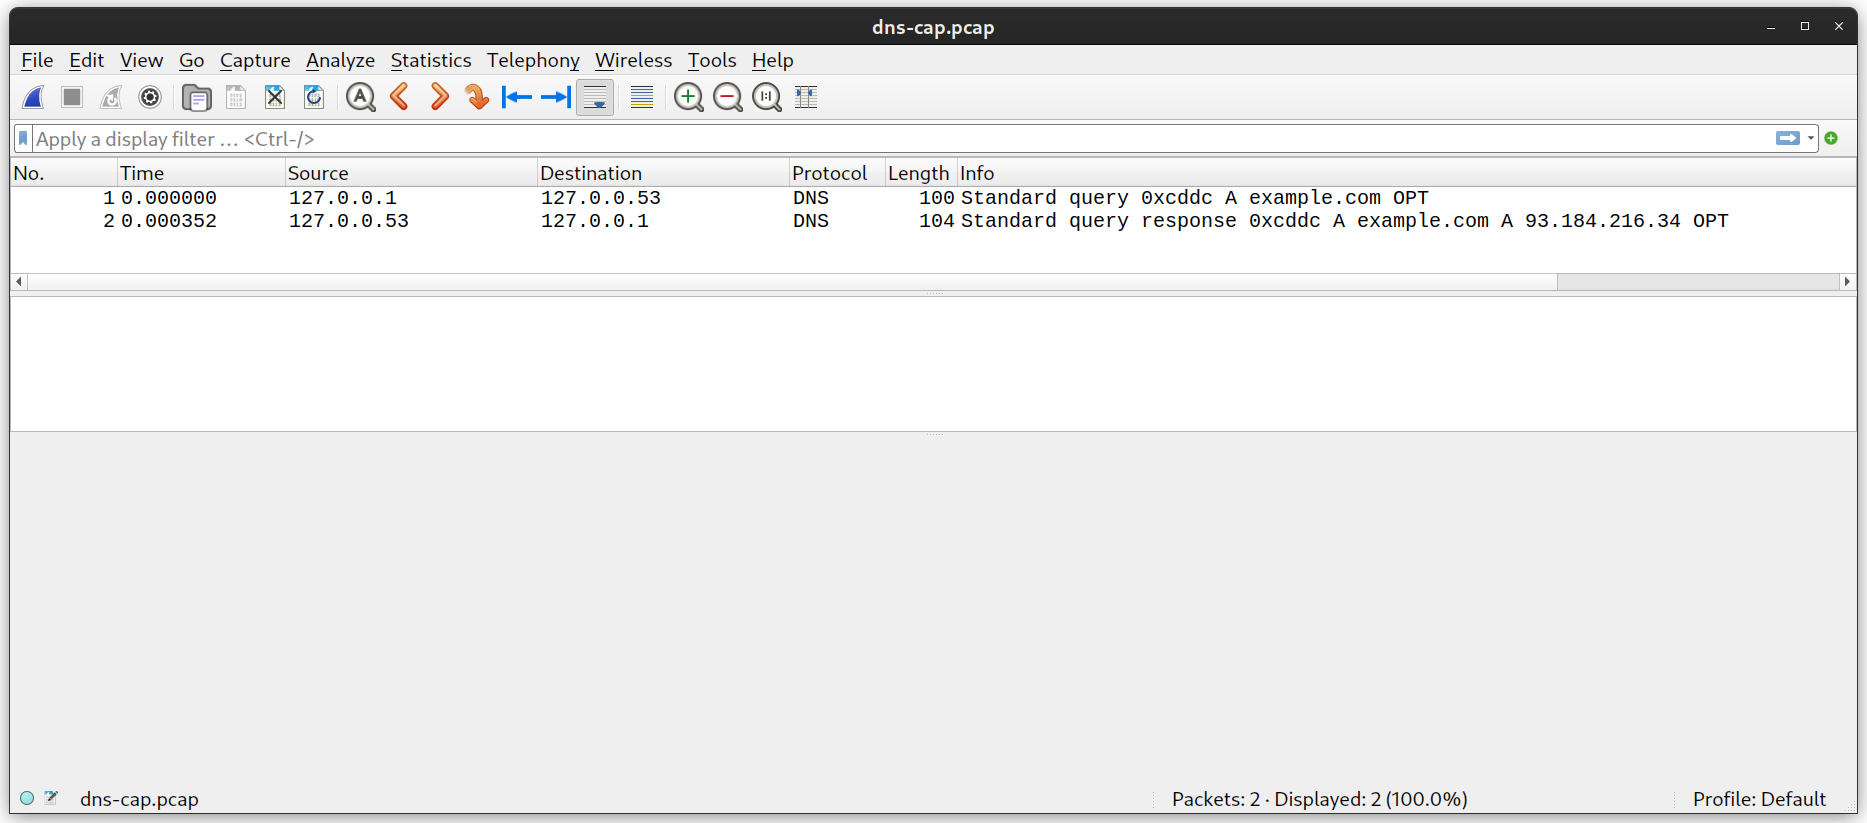 dns-cap.pcap
File Edit View Go Capture Analyze Statistics Telephony Wireless Tools Help
Apply a display filter … <Ctrl-/>
No. Time Source Destination Protocol Length Info
1 0.000000 127.0.0.1 127.0.0.53 DNS 100 Standard query 0xcddc A example.com OPT
2 0.000352 127.0.0.53 127.0.0.1 DNS 104 Standard query response 0xcddc A example.com A 93.184.216.34 OPT
dns-cap.pcap Packets: 2 · Displayed: 2 (100.0%) Profile: Default